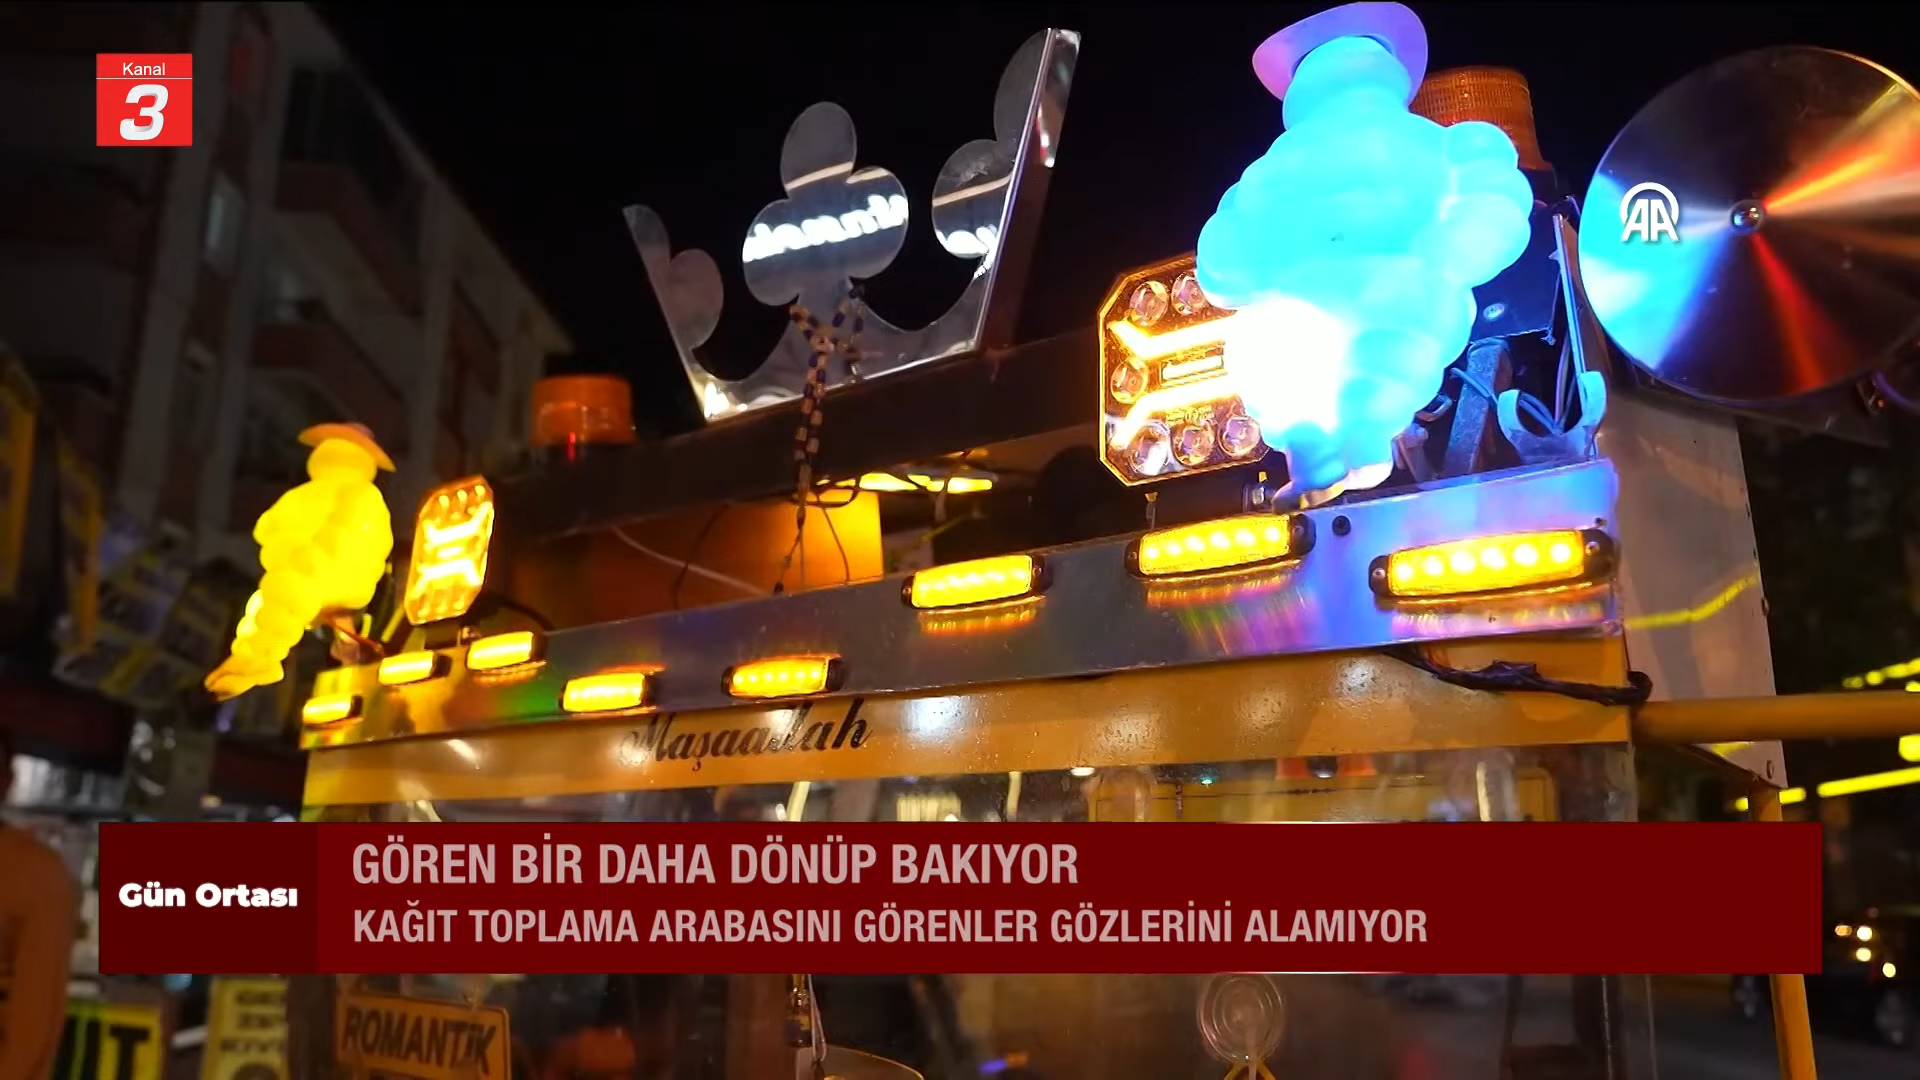 Kanal
3
AA
Maşaallah
Gün Ortası
GÖREN BİR DAHA DÖNÜP BAKIYOR
KAĞIT TOPLAMA ARABASINI GÖRENLER GÖZLERİNİ ALAMIYOR
ROMANTİK